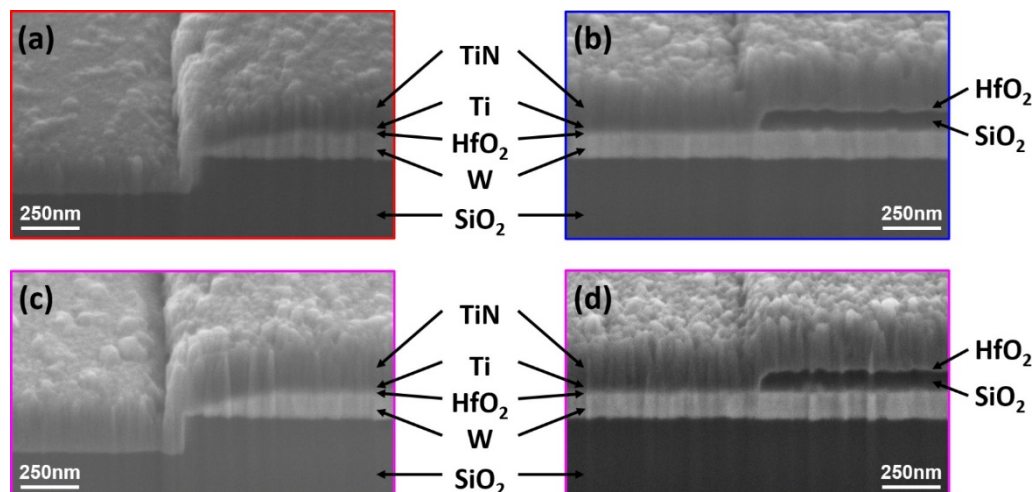 (a)
TiN
Ti
HfO₂
W
SiO₂
250nm
(b)
HfO₂
SiO₂
250nm
(c)
TiN
Ti
HfO₂
W
SiO₂
250nm
(d)
HfO₂
SiO₂
250nm